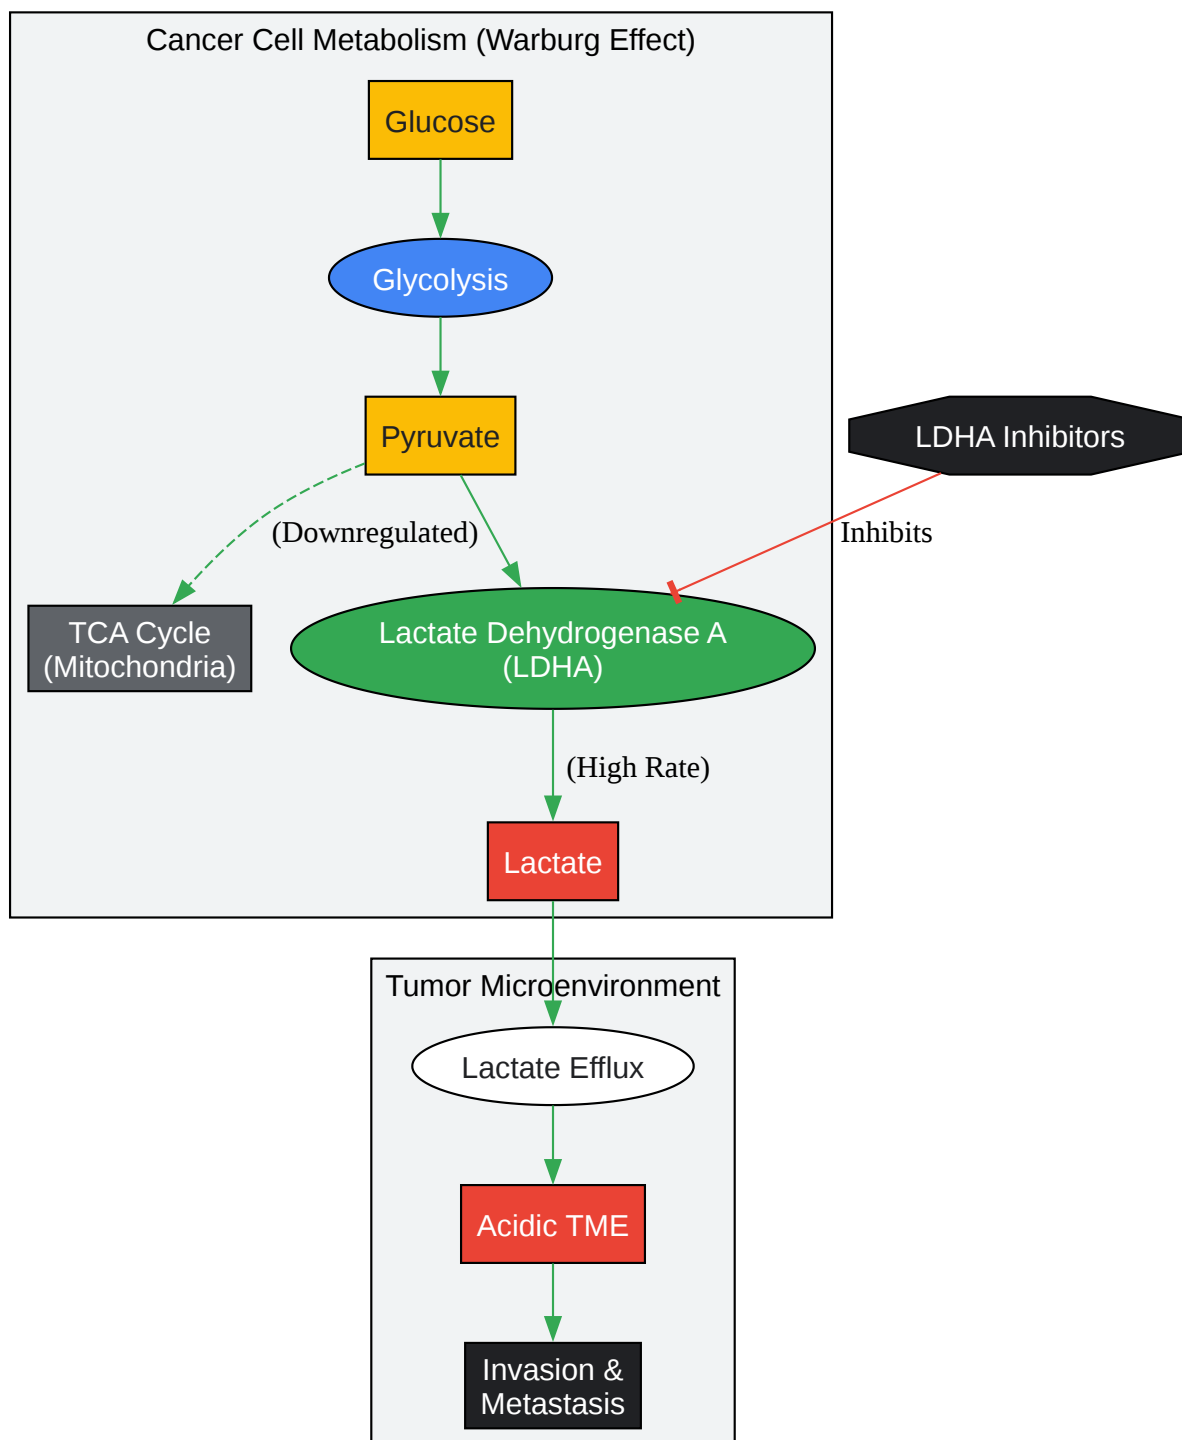 Cancer Cell Metabolism (Warburg Effect)
Glucose
Glycolysis
Pyruvate
LDHA Inhibitors
(Downregulated)
Inhibits
TCA Cycle
(Mitochondria)
Lactate Dehydrogenase A
(LDHA)
(High Rate)
Lactate
Tumor Microenvironment
Lactate Efflux
Acidic TME
Invasion &
Metastasis